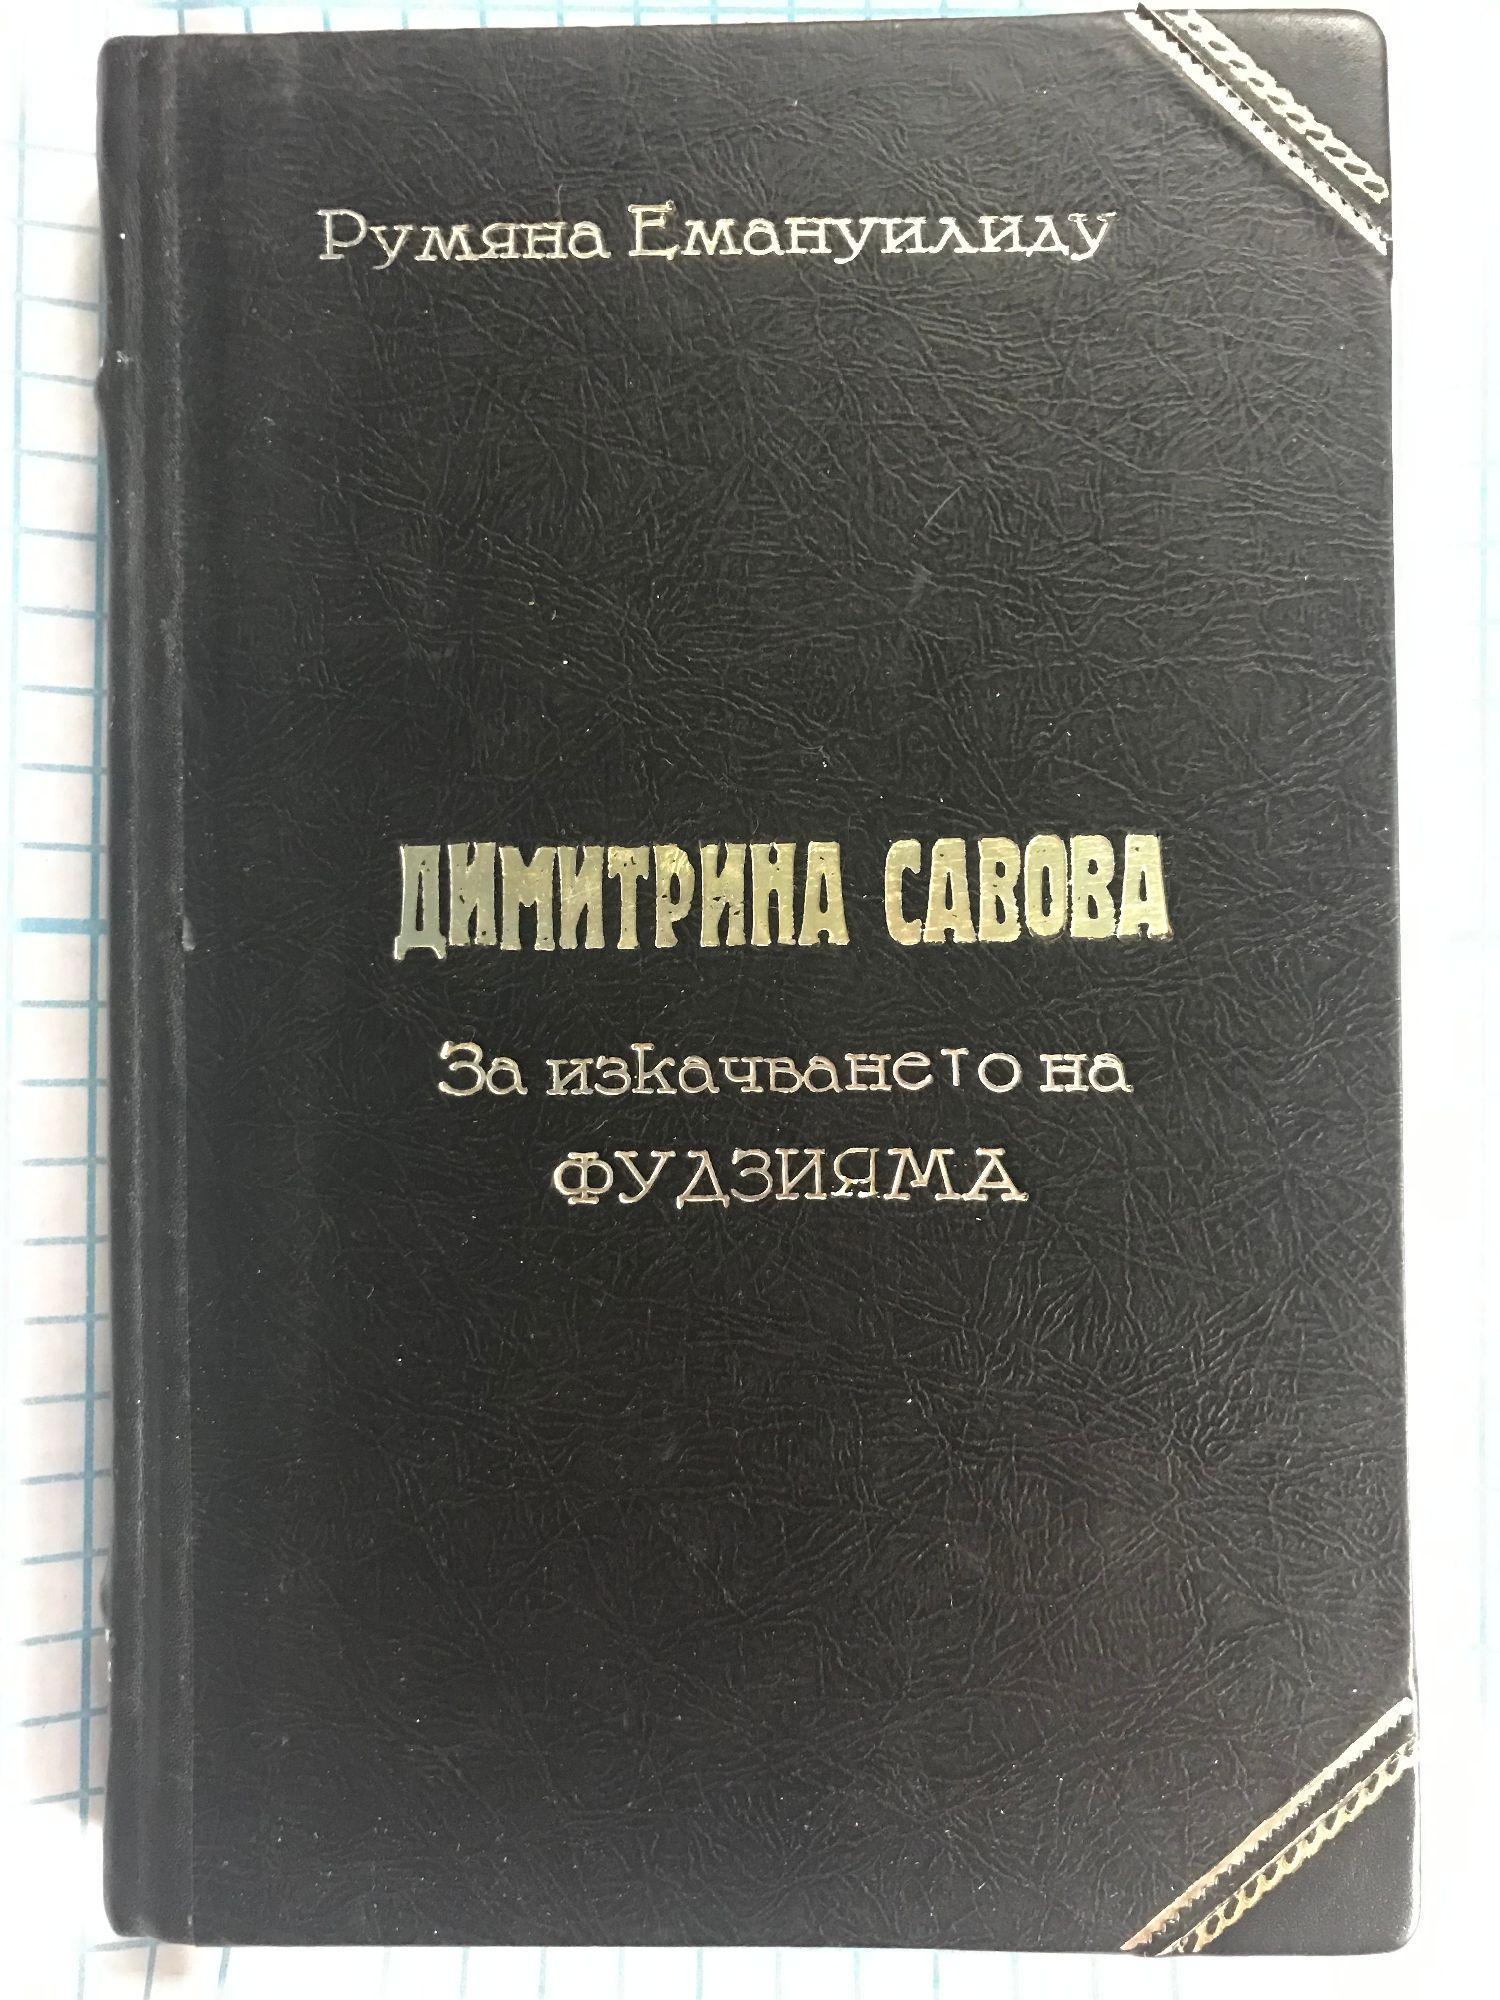 Румяна Емануилиду
ДИМИТРИНА САВОВА
За изкачването на
ФУДЗИЯМА